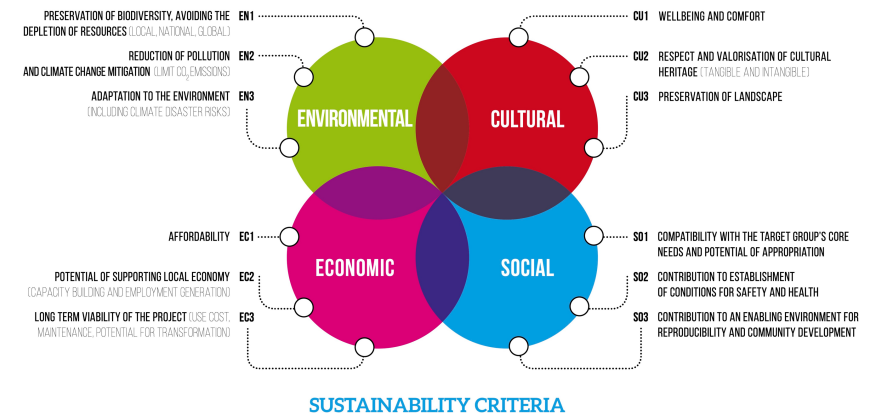 PRESERVATION OF BIODIVERSITY, AVOIDING THE EN1
DEPLETION OF RESOURCES (LOCAL, NATIONAL, GLOBAL)
REDUCTION OF POLLUTION EN2
AND CLIMATE CHANGE MITIGATION (LIMIT CO2 EMISSIONS)
ADAPTATION TO THE ENVIRONMENT EN3
(INCLUDING CLIMATE DISASTER RISKS)
CU1 WELLBEING AND COMFORT
CU2 RESPECT AND VALORISATION OF CULTURAL
HERITAGE (TANGIBLE AND INTANGIBLE)
CU3 PRESERVATION OF LANDSCAPE
ENVIRONMENTAL
CULTURAL
ECONOMIC
SOCIAL
AFFORDABILITY EC1
POTENTIAL OF SUPPORTING LOCAL ECONOMY EC2
(CAPACITY BUILDING AND EMPLOYMENT GENERATION)
LONG TERM VIABILITY OF THE PROJECT (USE COST, EC3
MAINTENANCE, POTENTIAL FOR TRANSFORMATION)
SO1 COMPATIBILITY WITH THE TARGET GROUP'S CORE
NEEDS AND POTENTIAL OF APPROPRIATION
SO2 CONTRIBUTION TO ESTABLISHMENT
OF CONDITIONS FOR SAFETY AND HEALTH
SO3 CONTRIBUTION TO AN ENABLING ENVIRONMENT FOR
REPRODUCIBILITY AND COMMUNITY DEVELOPMENT
SUSTAINABILITY CRITERIA